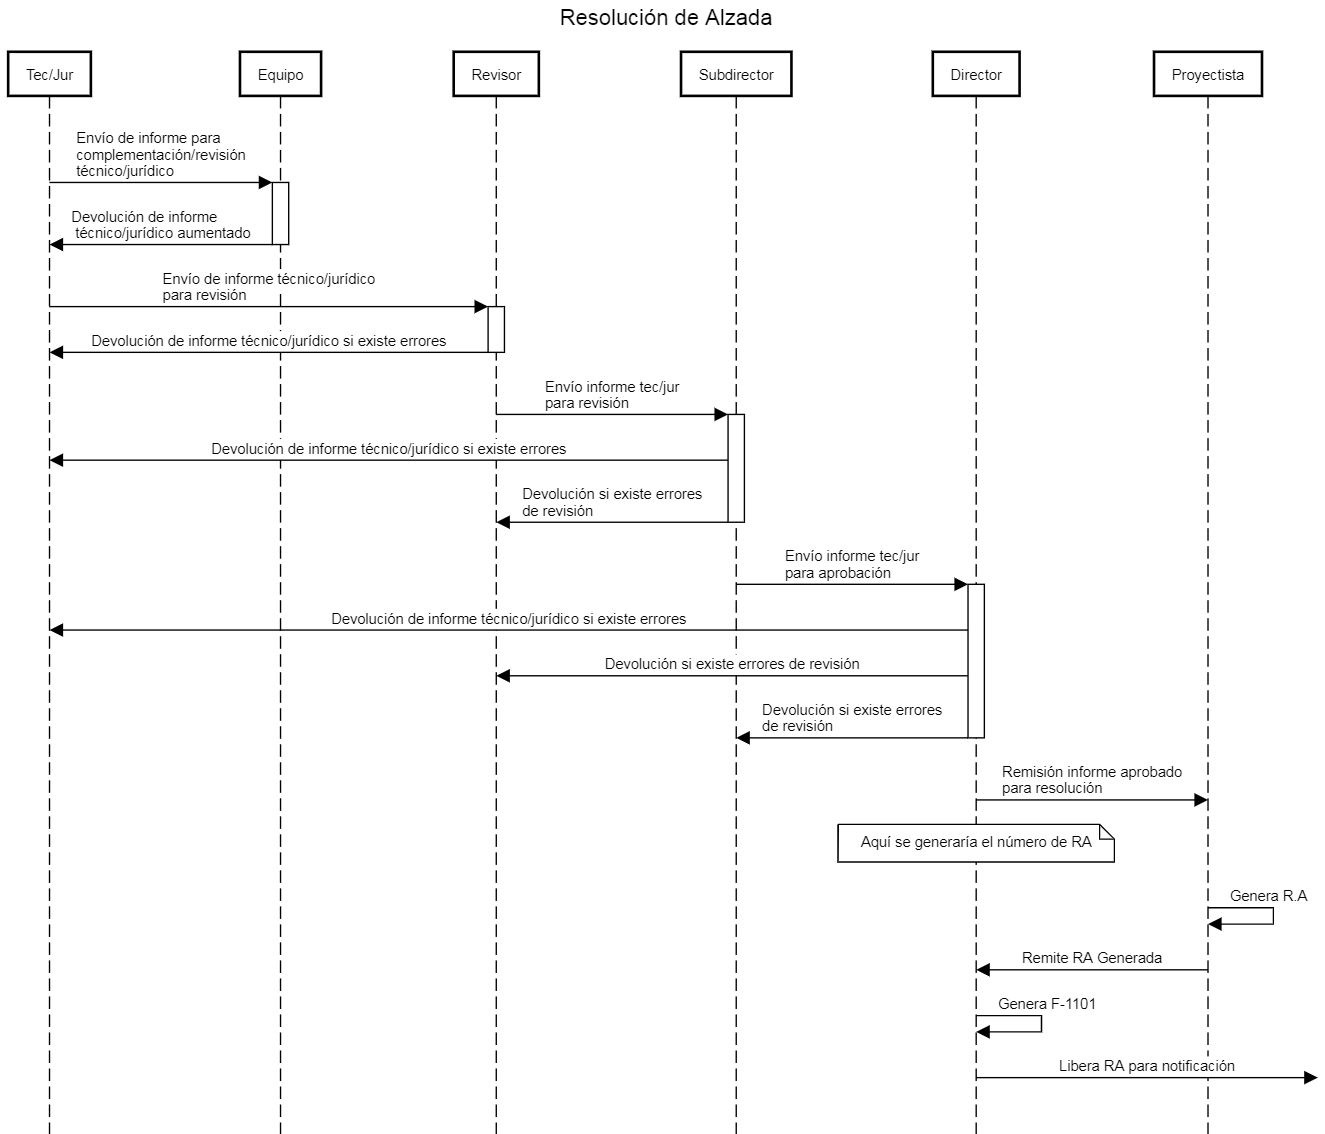 Resolución de Alzada
Tec/Jur
Equipo
Revisor
Subdirector
Director
Proyectista
Envío de informe para
complementación/revisión
técnico/jurídico
Devolución de informe
técnico/jurídico aumentado
Envío de informe técnico/jurídico
para revisión
Devolución de informe técnico/jurídico si existe errores
Envío informe tec/jur
para revisión
Devolución de informe técnico/jurídico si existe errores
Devolución si existe errores
de revisión
Envío informe tec/jur
para aprobación
Devolución de informe técnico/jurídico si existe errores
Devolución si existe errores de revisión
Devolución si existe errores
de revisión
Remisión informe aprobado
para resolución
Aquí se generaría el número de RA
Genera R.A
Remite RA Generada
Genera F-1101
Libera RA para notificación